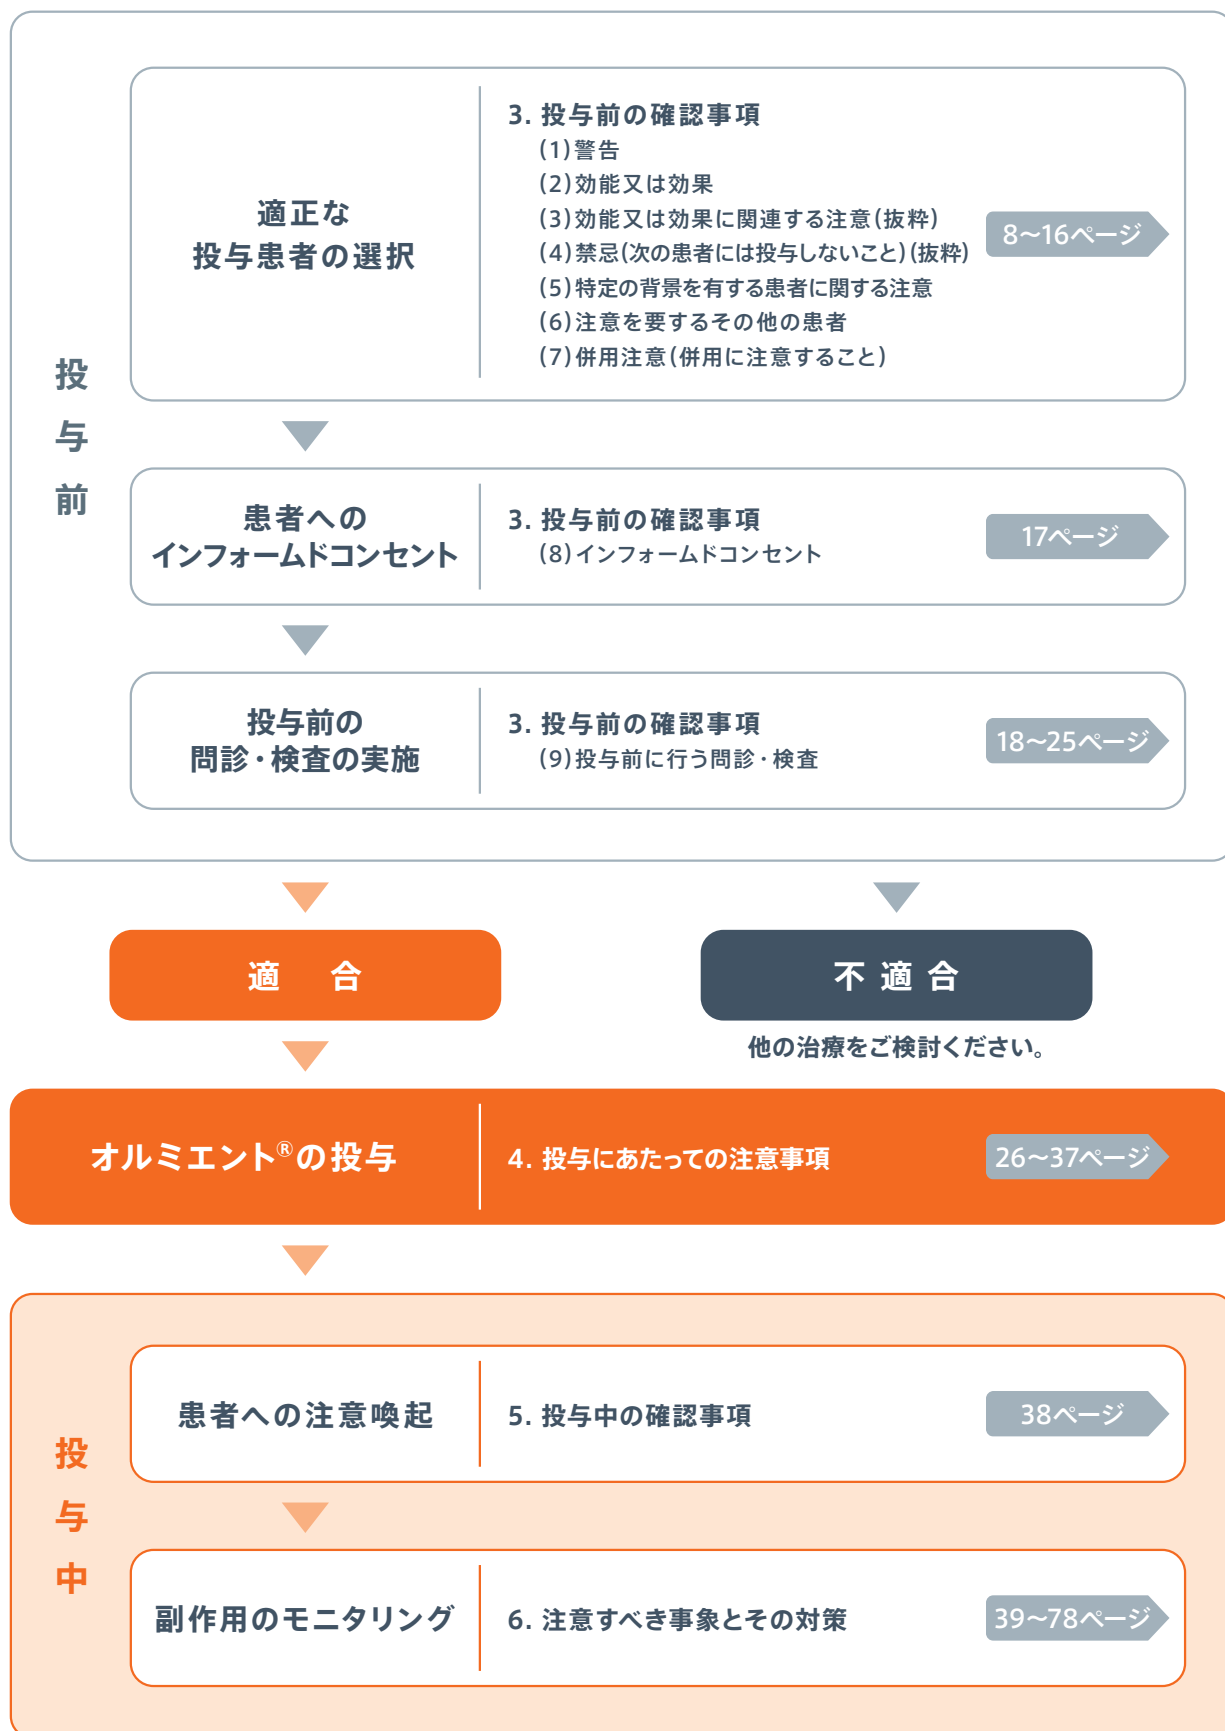 投与前
適正な
投与患者の選択
3. 投与前の確認事項
(1)警告
(2)効能又は効果
(3)効能又は効果に関連する注意(抜粋)
(4)禁忌(次の患者には投与しないこと)(抜粋)
(5)特定の背景を有する患者に関する注意
(6)注意を要するその他の患者
(7)併用注意(併用に注意すること)
8〜16ページ
患者への
インフォームドコンセント
3. 投与前の確認事項
(8)インフォームドコンセント
17ページ
投与前の
問診・検査の実施
3. 投与前の確認事項
(9)投与前に行う問診・検査
18〜25ページ
適 合
不適合
他の治療をご検討ください。
オルミエント®の投与
4. 投与にあたっての注意事項
26〜37ページ
投与中
患者への注意喚起
5. 投与中の確認事項
38ページ
副作用のモニタリング
6. 注意すべき事象とその対策
39〜78ページ